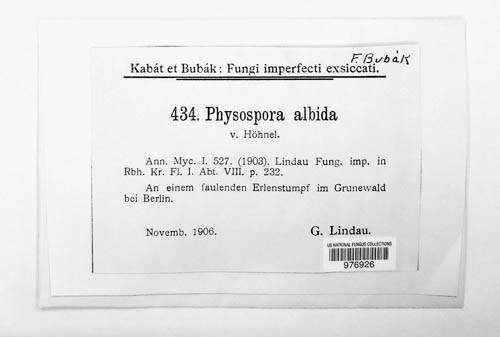 F. Bubák
Kabát et Bubák: Fungi imperfecti exsiccati.
434. Physospora albida
v. Höhnel.
Ann. Myc. I. 527. (1903). Lindau Fung. imp. in
Rbh. Kr. Fl. I. Abt. VIII. p. 232.
An einem faulenden Erlenstumpf im Grunewald
bei Berlin.
Novemb. 1906. G. Lindau.
US NATIONAL FUNGUS COLLECTIONS
976926